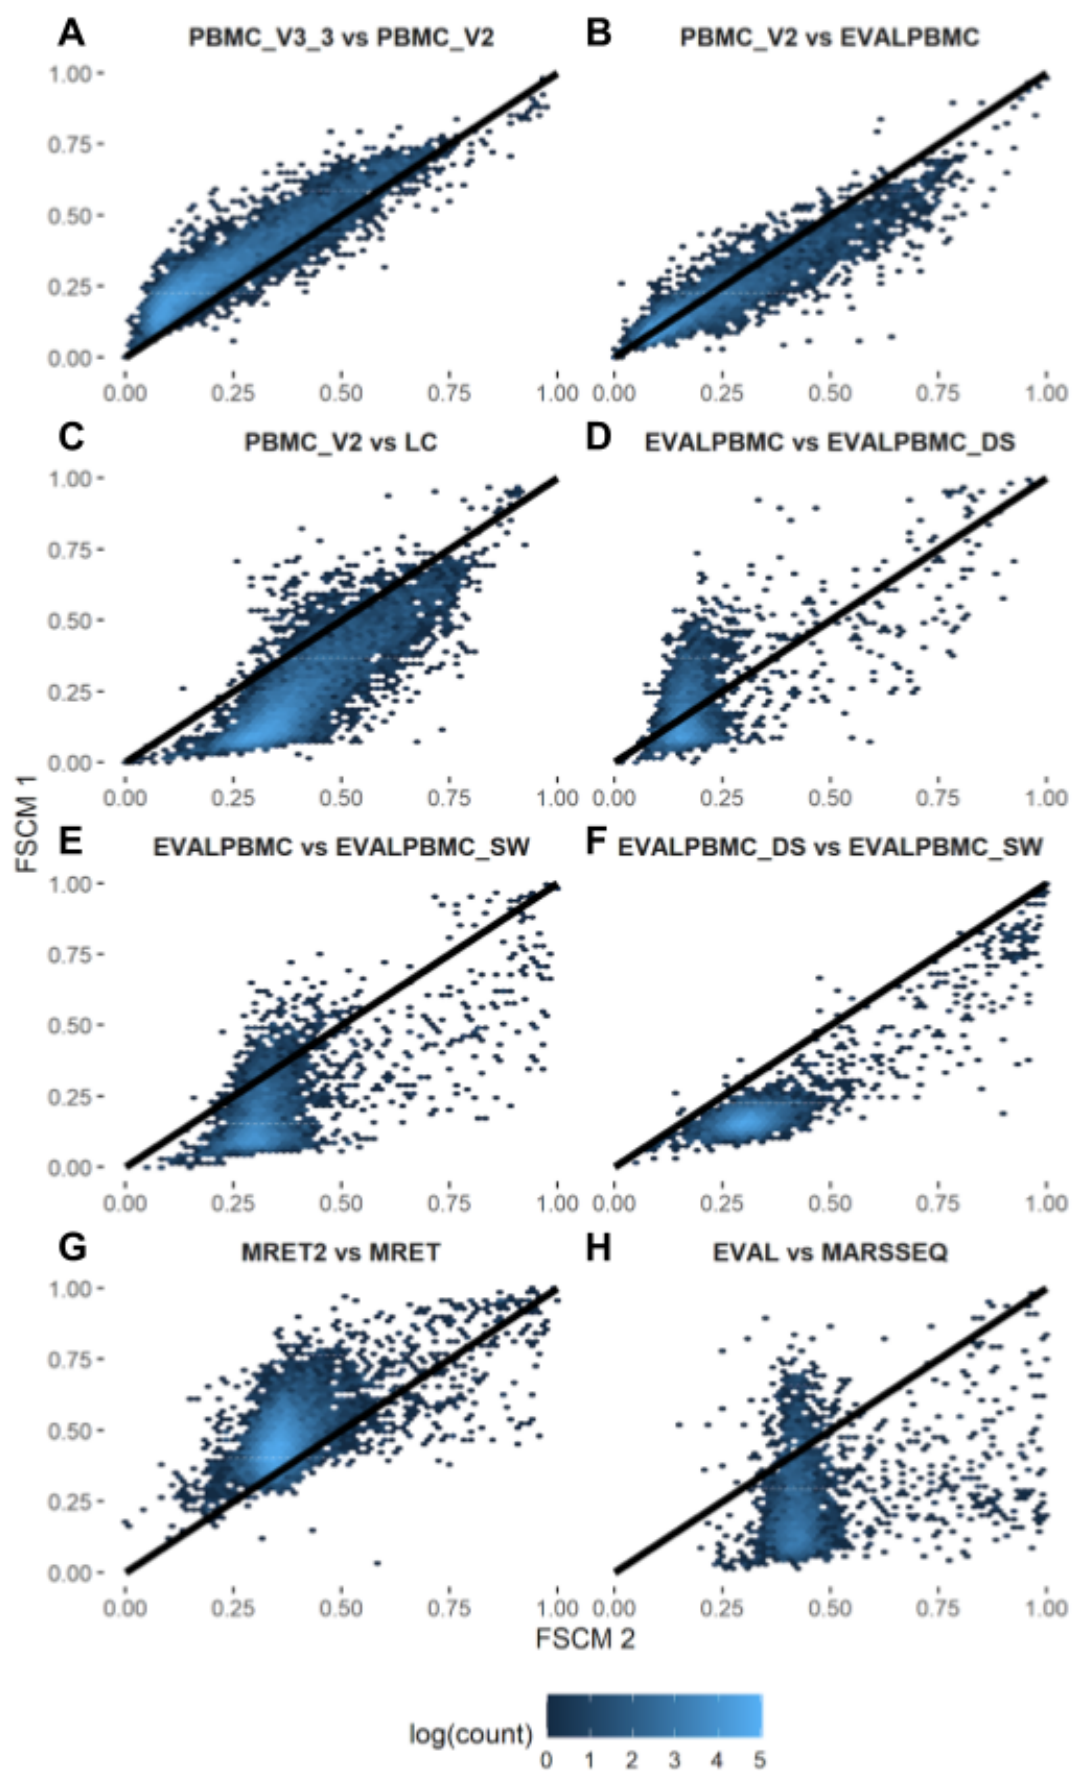 A PBMC_V3_3 vs PBMC_V2
B PBMC_V2 vs EVALPBMC
1.00
0.75
0.50
0.25
0.00
0.00 0.25 0.50 0.75 1.00
0.00 0.25 0.50 0.75 1.00
C PBMC_V2 vs LC
D EVALPBMC vs EVALPBMC_DS
1.00
0.75
0.50
0.25
0.00
0.00 0.25 0.50 0.75 1.00
0.00 0.25 0.50 0.75 1.00
FSCM 1
E EVALPBMC vs EVALPBMC_SW
F EVALPBMC_DS vs EVALPBMC_SW
1.00
0.75
0.50
0.25
0.00
0.00 0.25 0.50 0.75 1.00
0.00 0.25 0.50 0.75 1.00
G MRET2 vs MRET
H EVAL vs MARSSEQ
1.00
0.75
0.50
0.25
0.00
0.00 0.25 0.50 0.75 1.00
0.00 0.25 0.50 0.75 1.00
FSCM 2
log(count)
0 1 2 3 4 5